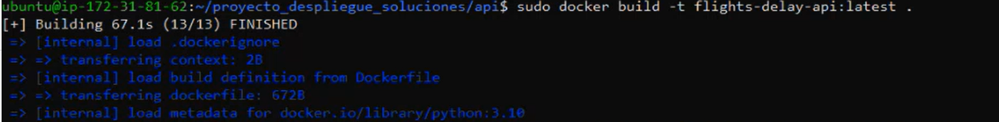 ubuntu@ip-172-31-81-62:~/proyecto_despliegue_soluciones/api$ sudo docker build -t flights-delay-api:latest .
[+] Building 67.1s (13/13) FINISHED
=> [internal] load .dockerignore
=> => transferring context: 2B
=> [internal] load build definition from Dockerfile
=> => transferring dockerfile: 672B
=> [internal] load metadata for docker.io/library/python:3.10